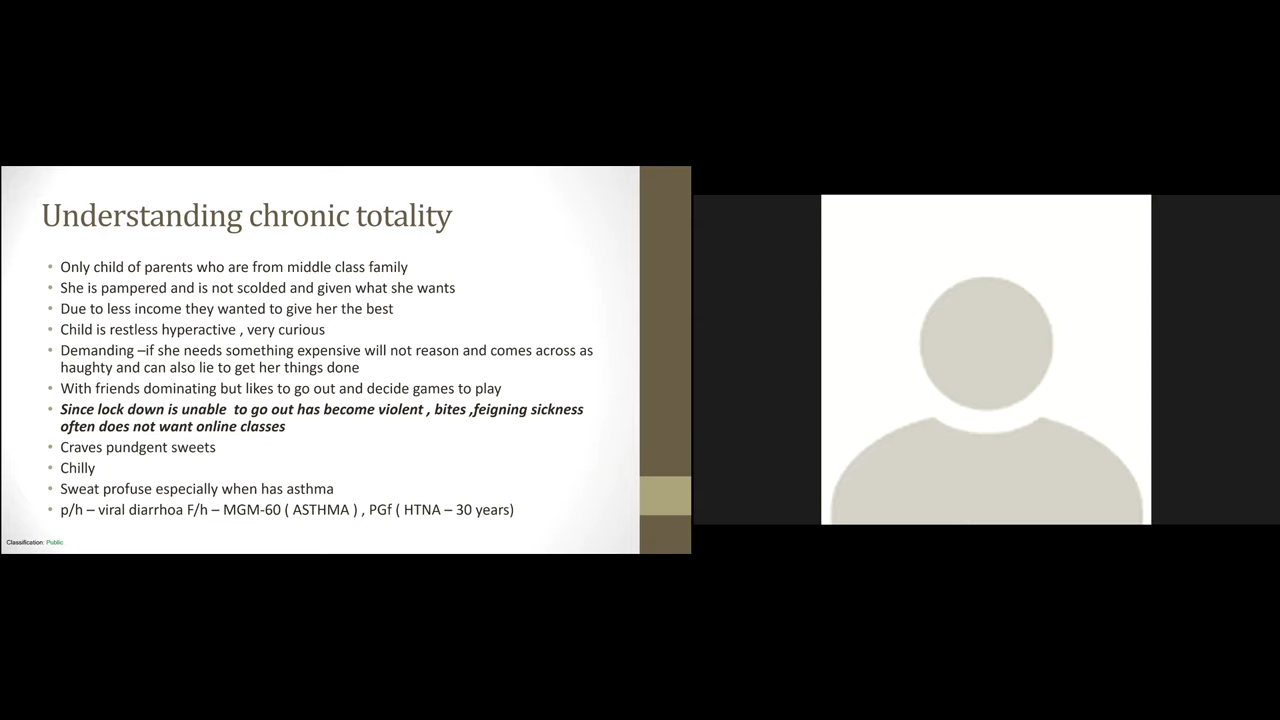 Understanding chronic totality
• Only child of parents who are from middle class family
• She is pampered and is not scolded and given what she wants
• Due to less income they wanted to give her the best
• Child is restless hyperactive , very curious
• Demanding –if she needs something expensive will not reason and comes across as
haughty and can also lie to get her things done
• With friends dominating but likes to go out and decide games to play
• Since lock down is unable to go out has become violent , bites ,feigning sickness
often does not want online classes
• Craves pundgent sweets
• Chilly
• Sweat profuse especially when has asthma
• p/h – viral diarrhoa F/h – MGM-60 ( ASTHMA ) , PGf ( HTNA – 30 years)
Classification: Public